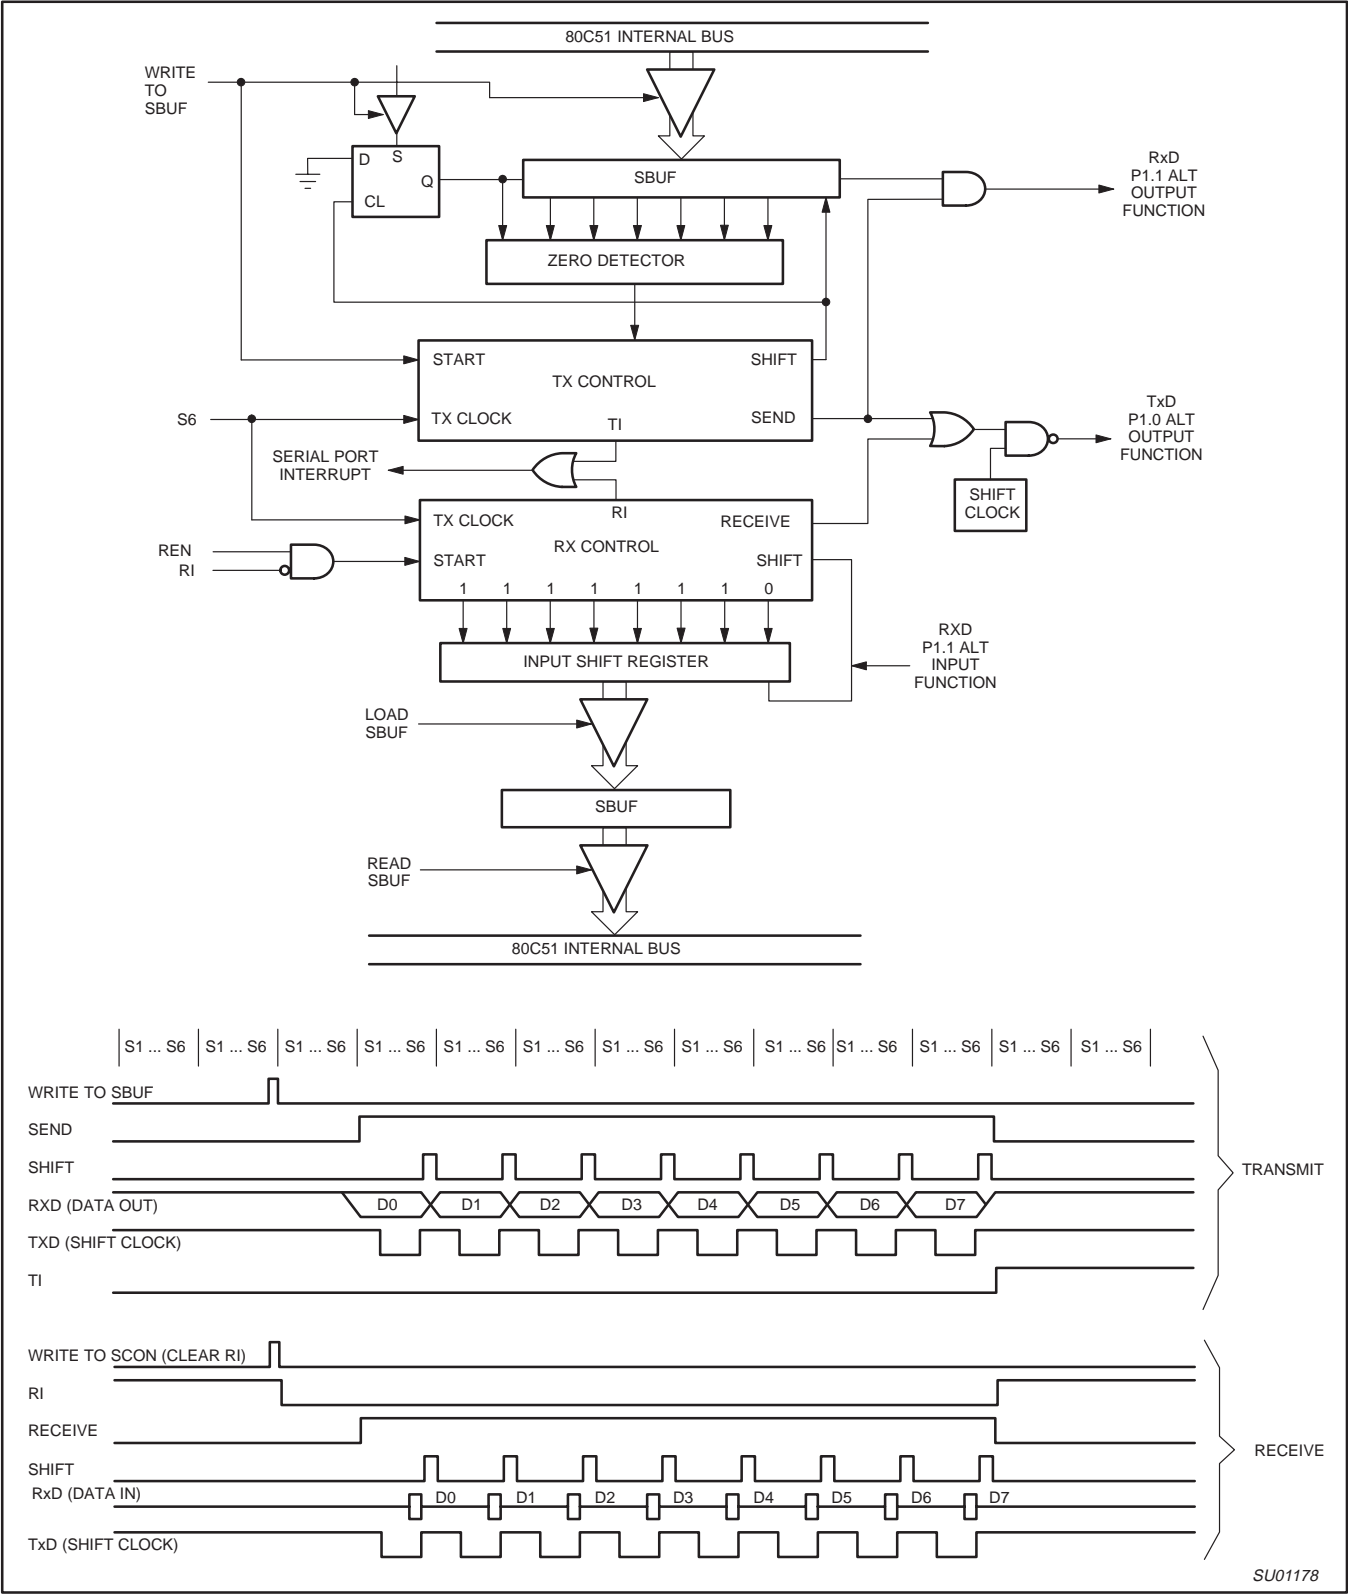 80C51 INTERNAL BUS
WRITE
TO
SBUF
D
S
Q
CL
SBUF
RxD
P1.1 ALT
OUTPUT
FUNCTION
ZERO DETECTOR
START
SHIFT
TX CONTROL
S6
TX CLOCK
TI
SEND
TxD
P1.0 ALT
OUTPUT
FUNCTION
SERIAL PORT
INTERRUPT
SHIFT
CLOCK
RI
TX CLOCK
RECEIVE
RX CONTROL
REN
RI
START
SHIFT
1 1 1 1 1 1 1 0
RXD
P1.1 ALT
INPUT
FUNCTION
INPUT SHIFT REGISTER
LOAD
SBUF
SBUF
READ
SBUF
80C51 INTERNAL BUS
S1 ... S6 S1 ... S6 S1 ... S6 S1 ... S6 S1 ... S6 S1 ... S6 S1 ... S6 S1 ... S6 S1 ... S6 S1 ... S6 S1 ... S6 S1 ... S6 S1 ... S6
WRITE TO SBUF
SEND
SHIFT
TRANSMIT
RXD (DATA OUT) D0 D1 D2 D3 D4 D5 D6 D7
TXD (SHIFT CLOCK)
TI
WRITE TO SCON (CLEAR RI)
RI
RECEIVE
RECEIVE
SHIFT
RxD (DATA IN) D0 D1 D2 D3 D4 D5 D6 D7
TxD (SHIFT CLOCK)
SU01178